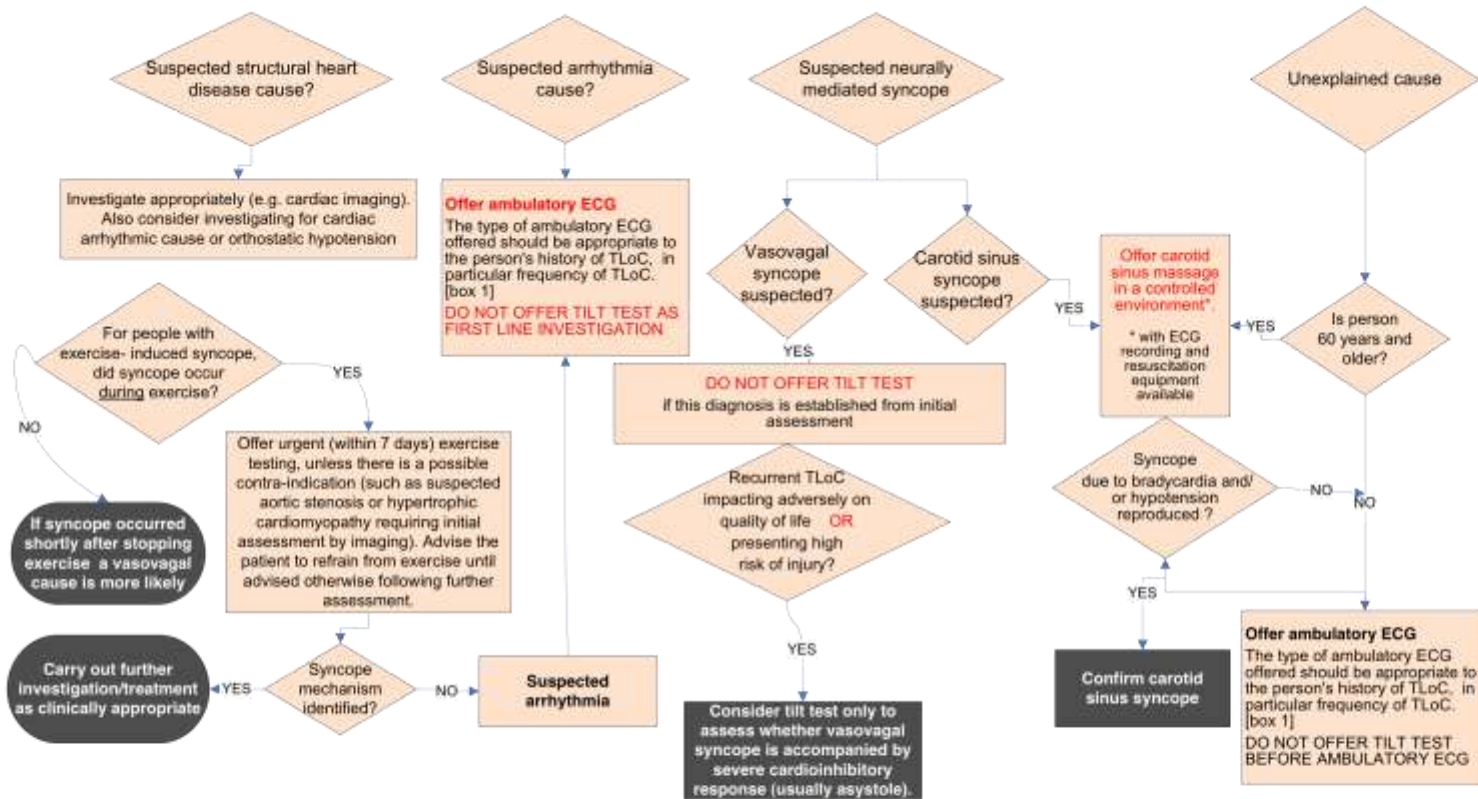 Suspected structural heart
disease cause?
Suspected arrhythmia
cause?
Suspected neurally
mediated syncope
Unexplained cause
Investigate appropriately (e.g. cardiac imaging).
Also consider investigating for cardiac
arrhythmic cause or orthostatic hypotension
Offer ambulatory ECG
The type of ambulatory ECG
offered should be appropriate to
the person's history of TLoC, in
particular frequency of TLoC.
[box 1]
DO NOT OFFER TILT TEST AS
FIRST LINE INVESTIGATION
Vasovagal
syncope
suspected?
Carotid sinus
syncope
suspected?
YES
Offer carotid
sinus massage
in a controlled
environment*.
* with ECG
recording and
resuscitation
equipment
available
YES
Is person
60 years and
older?
For people with
exercise- induced syncope,
did syncope occur
during exercise?
YES
NO
YES
DO NOT OFFER TILT TEST
if this diagnosis is established from initial
assessment
Offer urgent (within 7 days) exercise
testing, unless there is a possible
contra-indication (such as suspected
aortic stenosis or hypertrophic
cardiomyopathy requiring initial
assessment by imaging). Advise the
patient to refrain from exercise until
advised otherwise following further
assessment.
If syncope occurred
shortly after stopping
exercise a vasovagal
cause is more likely
Recurrent TLoC
impacting adversely on
quality of life OR
presenting high
risk of injury?
Syncope
due to bradycardia and/
or hypotension
reproduced ?
NO
NO
YES
YES
Carry out further
investigation/treatment
as clinically appropriate
YES
Syncope
mechanism
identified?
NO
Suspected
arrhythmia
Consider tilt test only to
assess whether vasovagal
syncope is accompanied by
severe cardioinhibitory
response (usually asystole).
Confirm carotid
sinus syncope
Offer ambulatory ECG
The type of ambulatory ECG
offered should be appropriate to
the person's history of TLoC, in
particular frequency of TLoC.
[box 1]
DO NOT OFFER TILT TEST
BEFORE AMBULATORY ECG